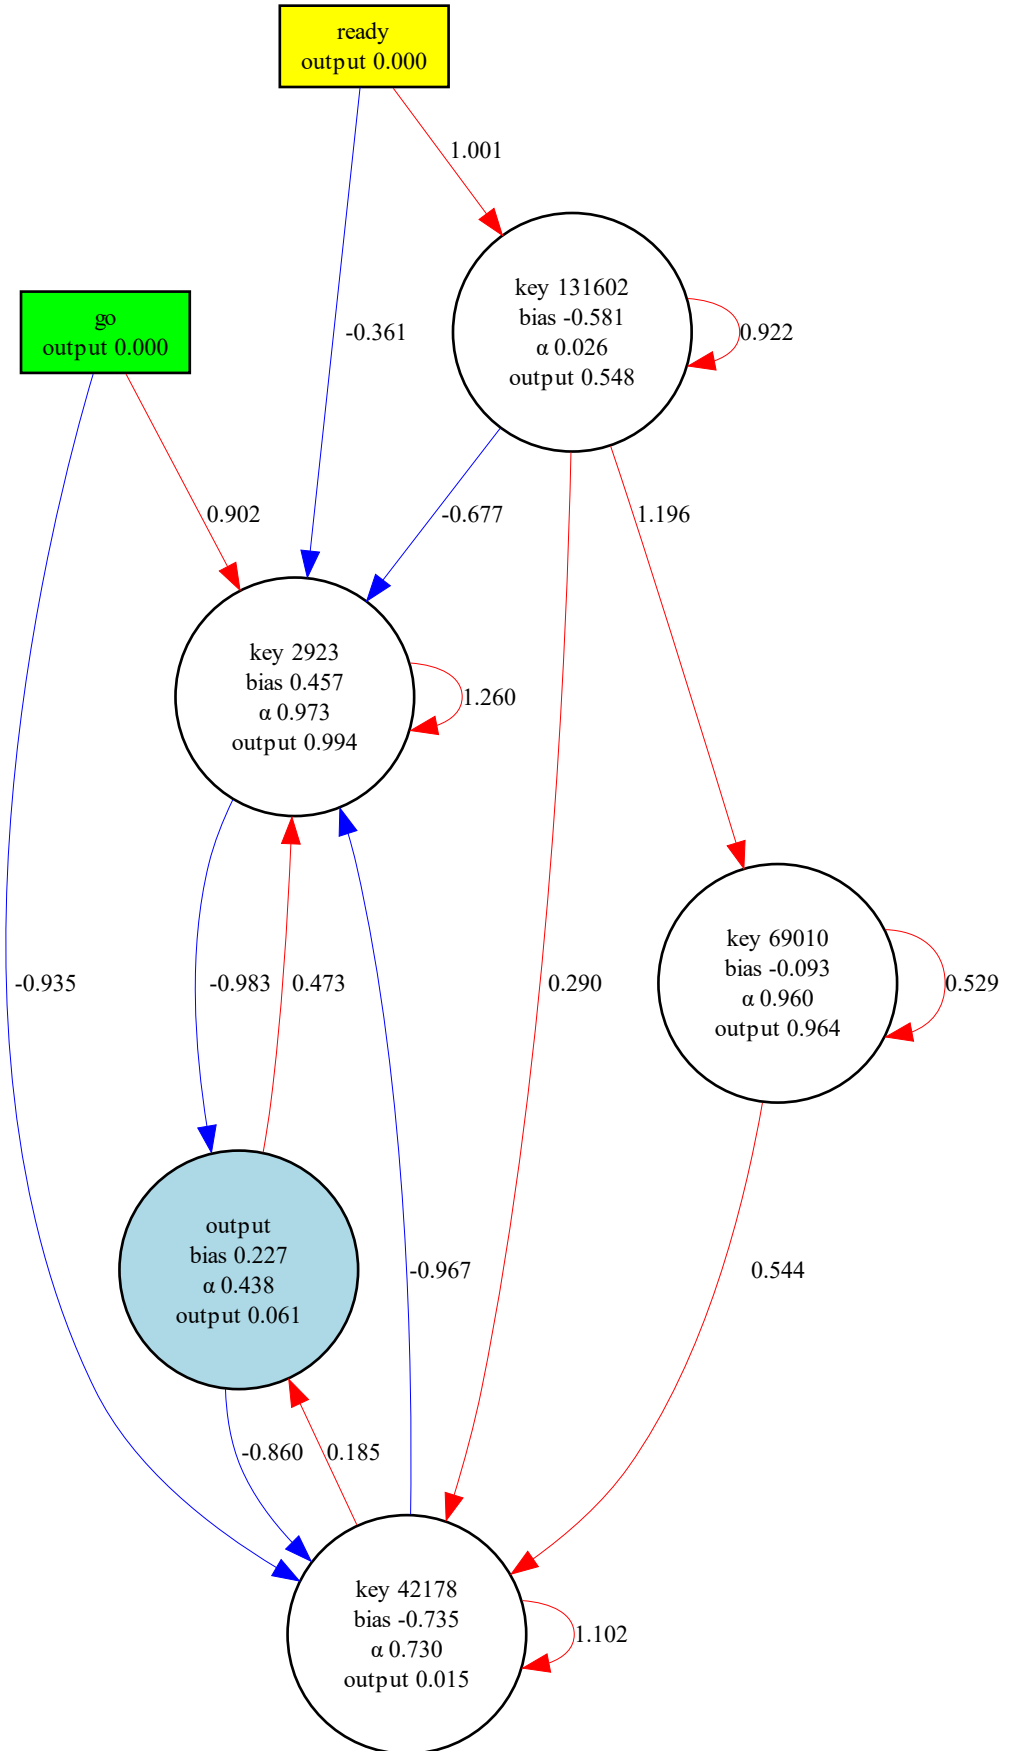 ready
output 0.000
1.001
key 131602
bias -0.581
α 0.026
output 0.548
0.922
go
output 0.000
-0.361
0.902
-0.677
1.196
key 2923
bias 0.457
α 0.973
output 0.994
1.260
key 69010
bias -0.093
α 0.960
output 0.964
0.529
-0.935
-0.983
0.473
0.290
output
bias 0.227
α 0.438
output 0.061
-0.967
0.544
-0.860
0.185
key 42178
bias -0.735
α 0.730
output 0.015
1.102